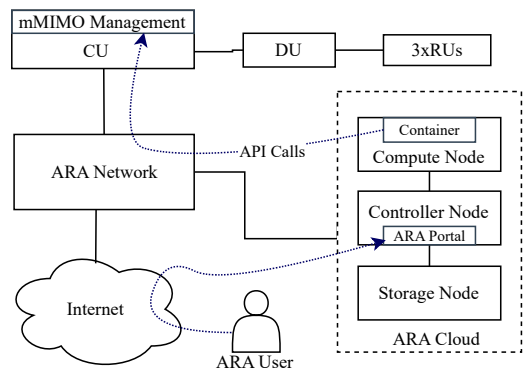 mMIMO Management
CU
DU
3xRUs
Container
Compute Node
API Calls
ARA Network
Controller Node
ARA Portal
Internet
Storage Node
ARA Cloud
ARA User